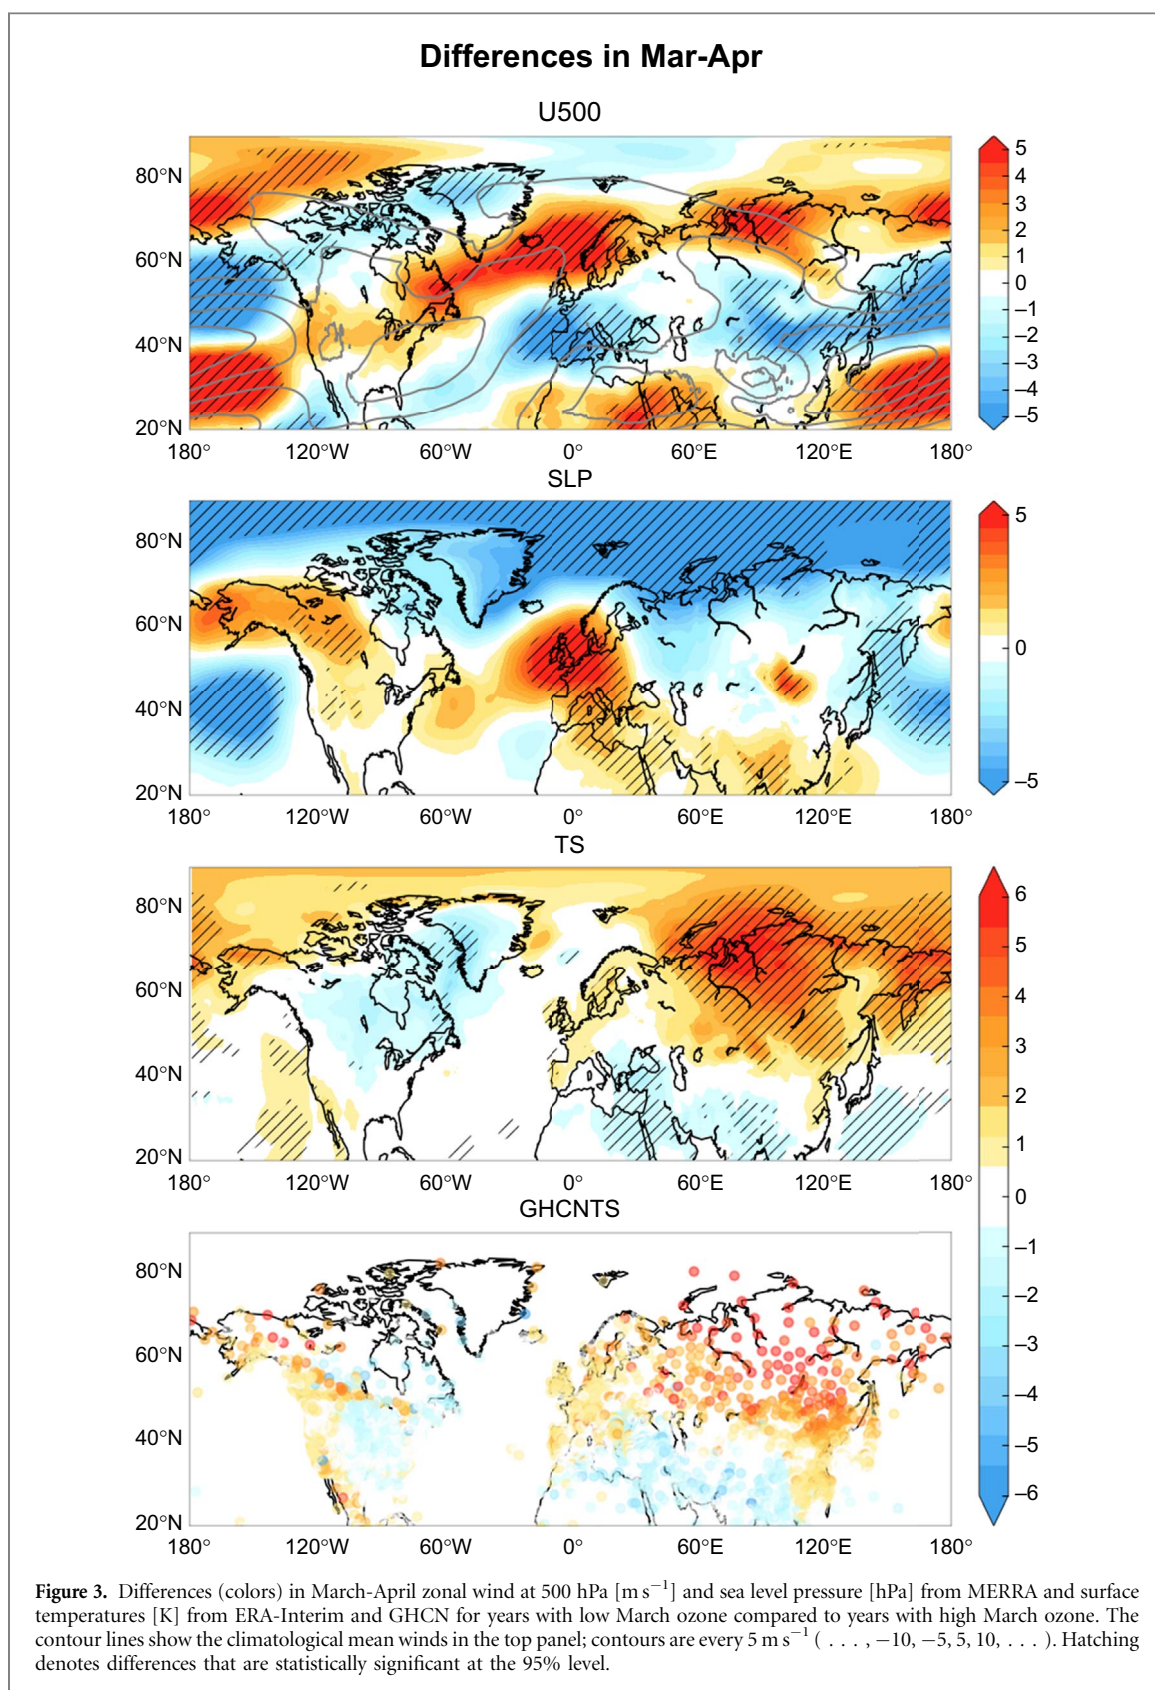 Differences in Mar-Apr
U500
80°N
60°N
40°N
20°N
180°
120°W
60°W
0°
60°E
120°E
180°
5
4
3
2
1
0
–1
–2
–3
–4
–5
SLP
80°N
60°N
40°N
20°N
180°
120°W
60°W
0°
60°E
120°E
180°
5
0
–5
TS
80°N
60°N
40°N
20°N
180°
120°W
60°W
0°
60°E
120°E
180°
GHCNTS
80°N
60°N
40°N
20°N
180°
120°W
60°W
0°
60°E
120°E
180°
6
5
4
3
2
1
0
–1
–2
–3
–4
–5
–6
Figure 3. Differences (colors) in March-April zonal wind at 500 hPa [m s⁻¹] and sea level pressure [hPa] from MERRA and surface
temperatures [K] from ERA-Interim and GHCN for years with low March ozone compared to years with high March ozone. The
contour lines show the climatological mean winds in the top panel; contours are every 5 m s⁻¹ ( . . . , −10, −5, 5, 10, . . . ). Hatching
denotes differences that are statistically significant at the 95% level.